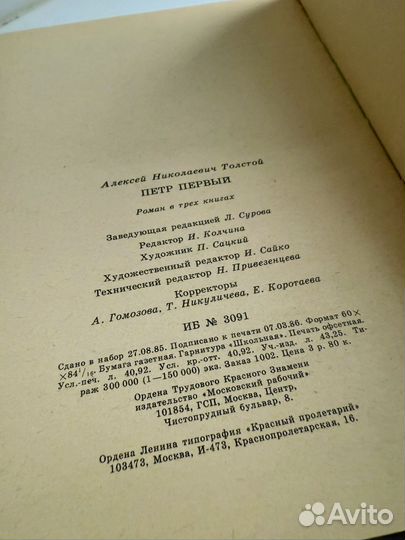 Алексей Николаевич Толстой
ПЕТР ПЕРВЫЙ
Роман в трех книгах
Заведующая редакцией Л. Сурова
Редактор И. Колчина
Художник П. Сацкий
Художественный редактор И. Сайко
Технический редактор Н. Привезенцева
Корректоры
А. Гомозова, Т. Никуличева, Е. Коротаева
ИБ № 3091
Сдано в набор 27.08.85. Подписано к печати 07.03.86. Формат 60×
×84¹/₁₆. Бумага газетная. Гарнитура «Школьная». Печать офсетная.
Усл.-печ. л. 40,92. Усл. кр.-отт. 40,92. Уч.-изд. л. 43,25. Ти-
раж 300 000 (1—150 000) экз. Заказ 1002. Цена 3 р. 80 к.
Ордена Трудового Красного Знамени
издательство «Московский рабочий»
101854, ГСП, Москва, Центр,
Чистопрудный бульвар, 8.
Ордена Ленина типография «Красный пролетарий»
103473, Москва, И-473, Краснопролетарская, 16.
Avito